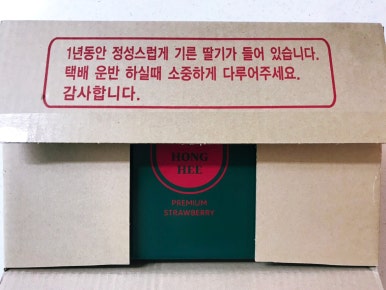 1년동안 정성스럽게 기른 딸기가 들어 있습니다.
택배 운반 하실때 소중하게 다루어주세요.
감사합니다.
HONG
HEE
PREMIUM
STRAWBERRY